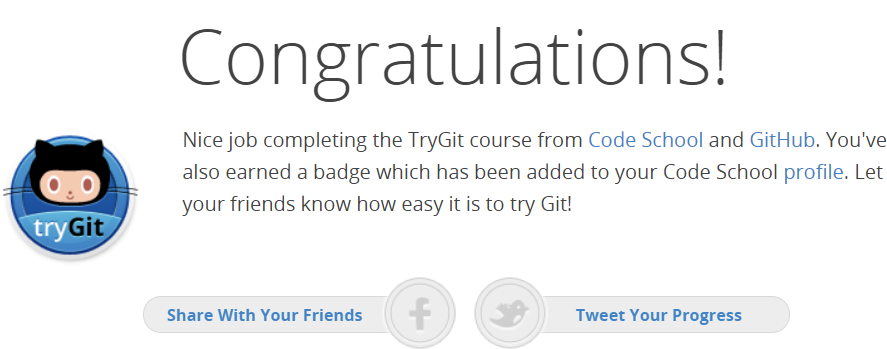 Congratulations!
Nice job completing the TryGit course from Code School and GitHub. You've
also earned a badge which has been added to your Code School profile. Let
your friends know how easy it is to try Git!
tryGit
Share With Your Friends
Tweet Your Progress